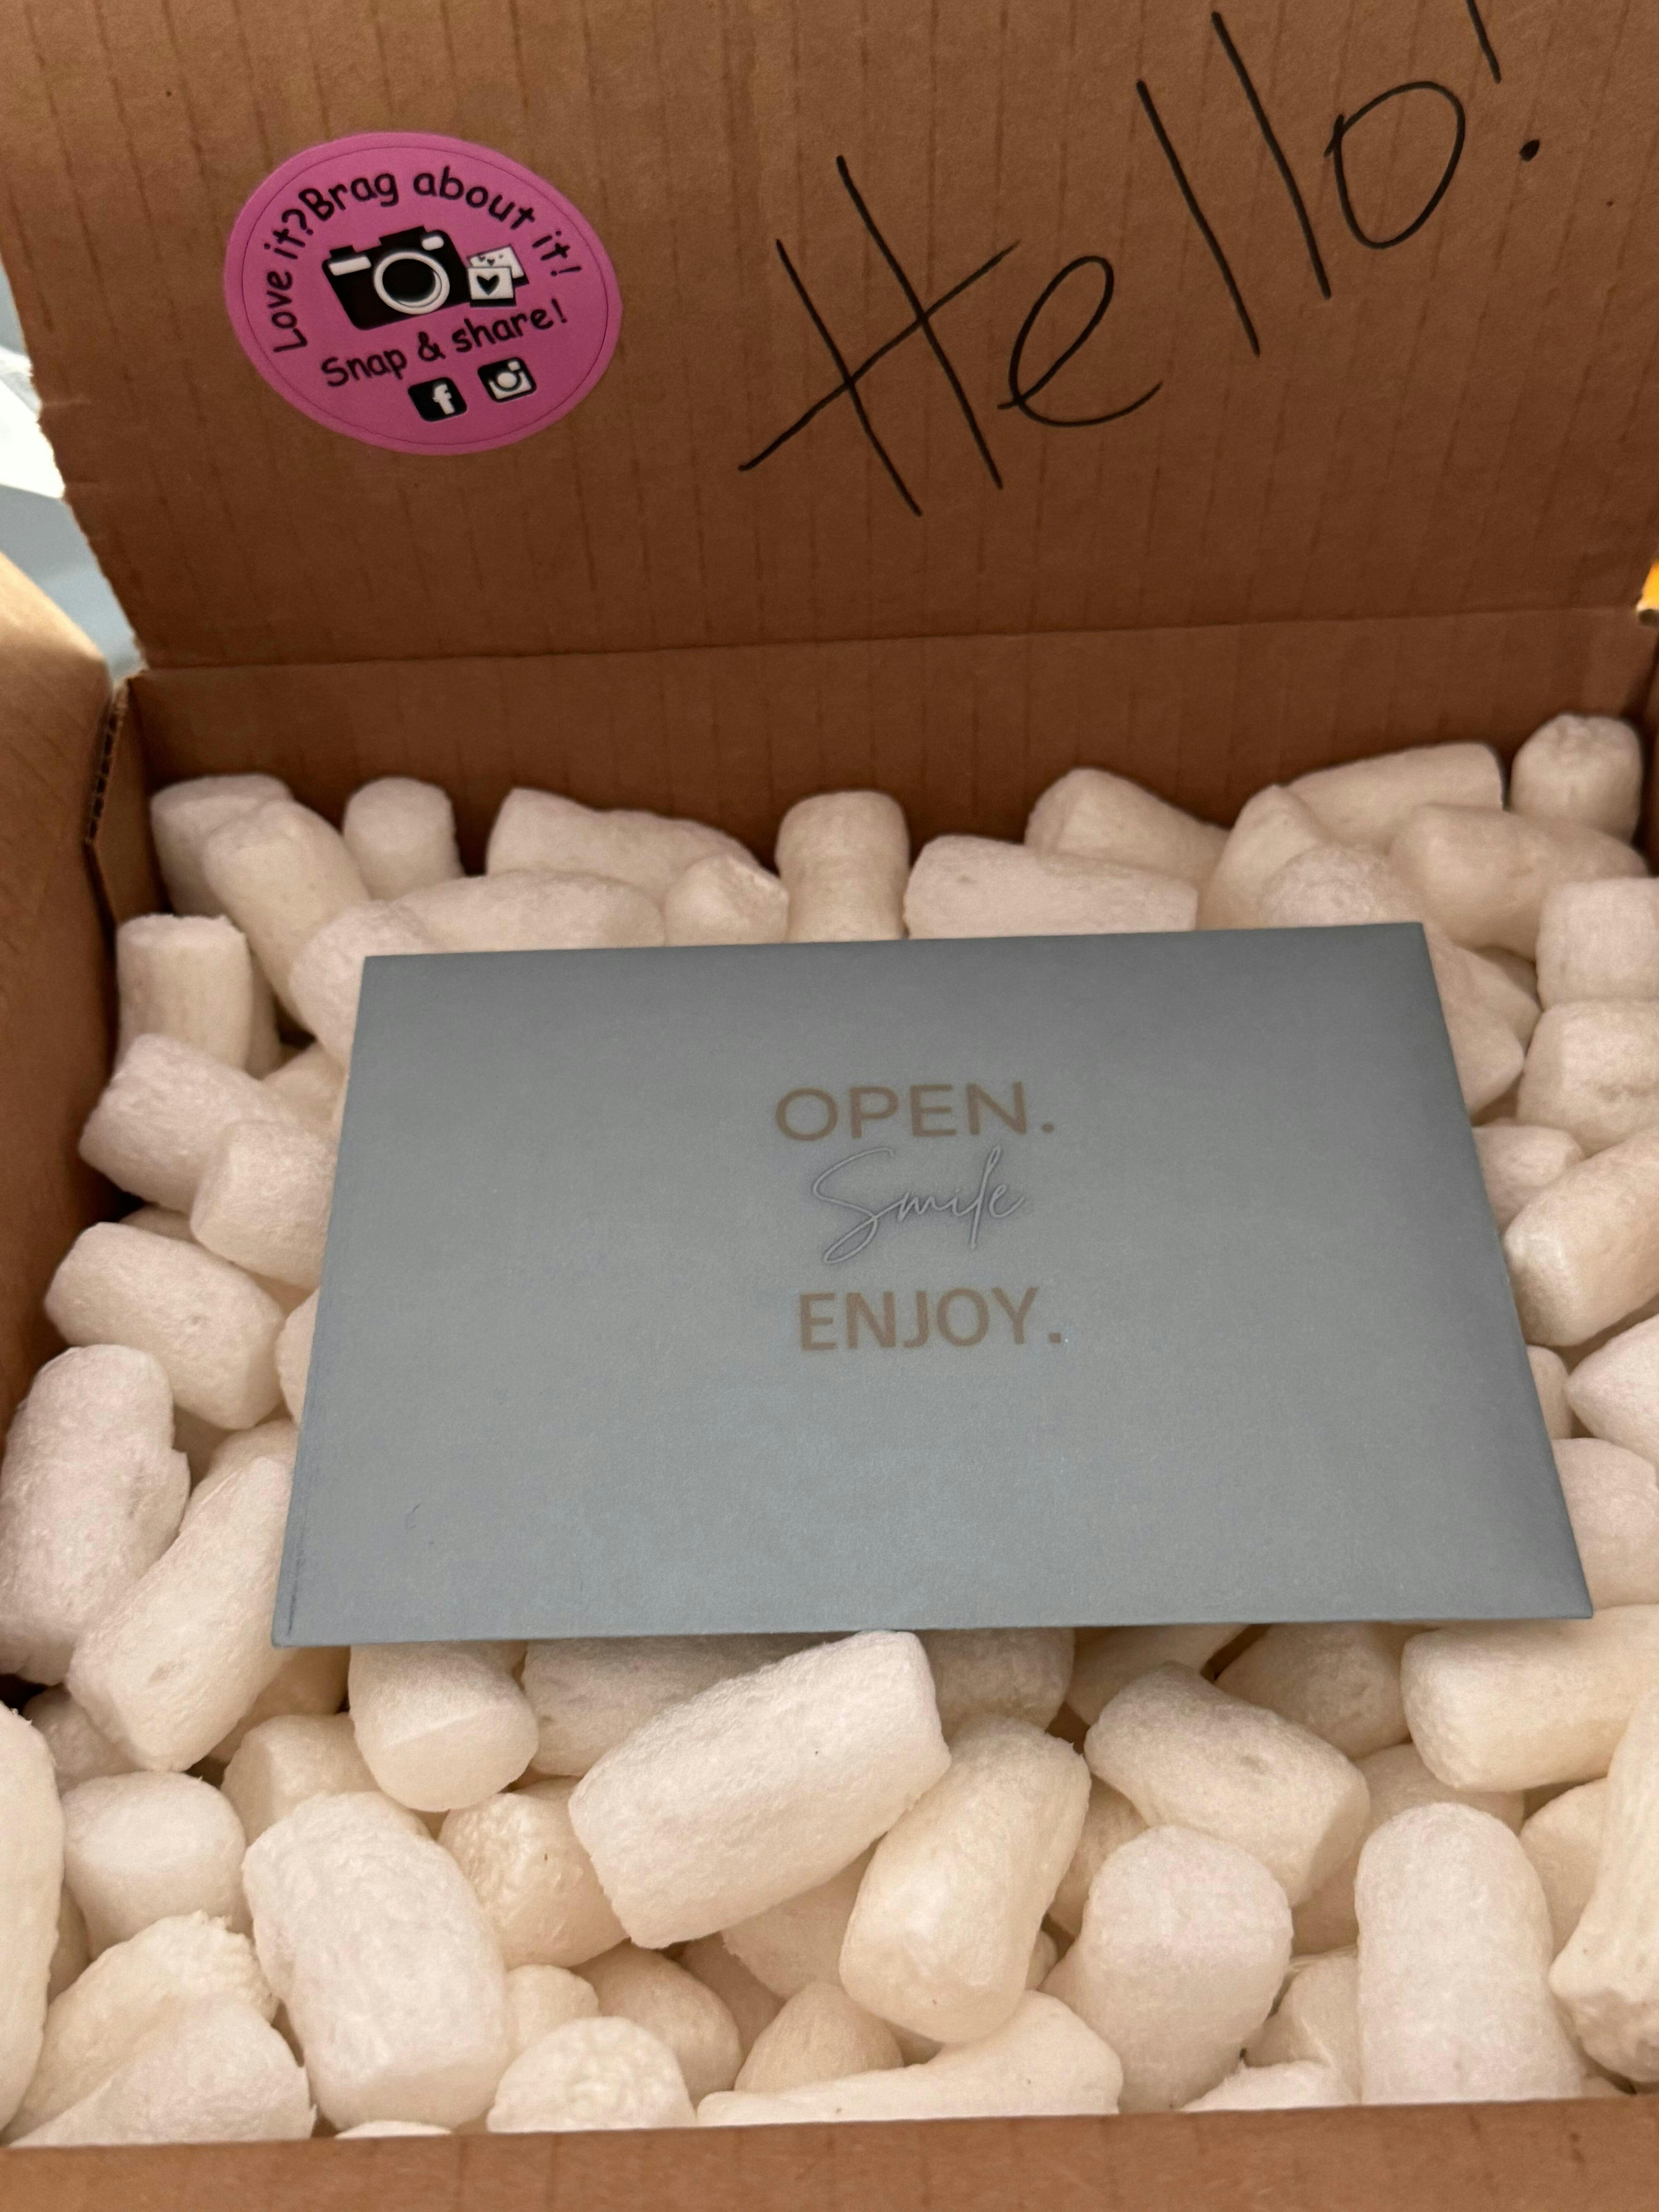 Love it? Brag about it!
Snap & share!
Hello!
OPEN.
Smile
ENJOY.